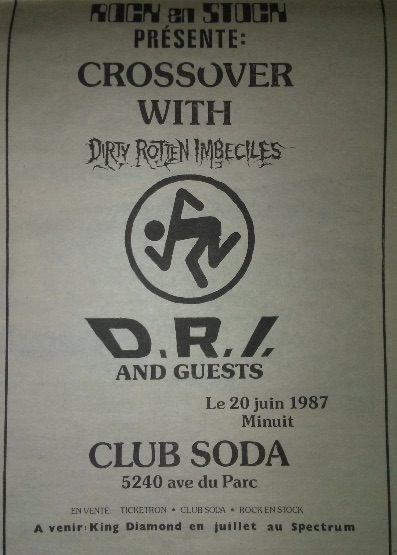 ROCK en STOCK
PRÉSENTE:
CROSSOVER
WITH
DIRTY ROTTEN IMBECILES
D.R.I.
AND GUESTS
Le 20 juin 1987
Minuit
CLUB SODA
5240 ave du Parc
EN VENTE: TICKETRON • CLUB SODA • ROCK EN STOCK
A venir: King Diamond en juillet au Spectrum